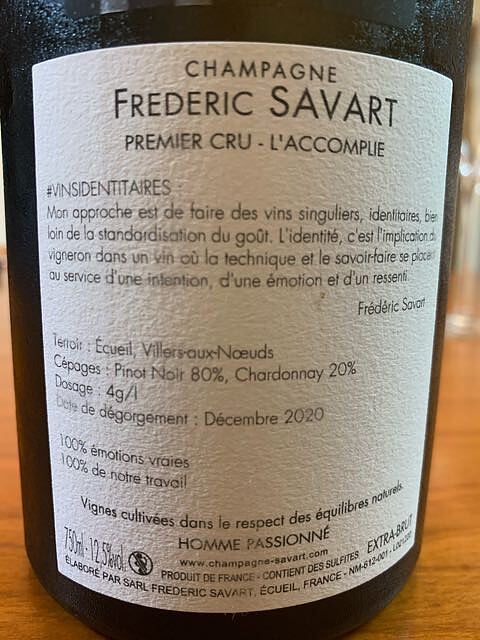 CHAMPAGNE
FREDERIC SAVART
PREMIER CRU - L'ACCOMPLIE
#VINSIDENTITAIRES :
Mon approche est de faire des vins singuliers, identitaires, bien
loin de la standardisation du goût. L'identité, c'est l'implication du
vigneron dans un vin où la technique et le savoir-faire se placent
au service d'une intention, d'une émotion et d'un ressenti.
Frédéric Savart
Terroir : Écueil, Villers-aux-Nœuds
Cépages : Pinot Noir 80%, Chardonnay 20%
Dosage : 4g/l
Date de dégorgement : Décembre 2020
100% émotions vraies
100% de notre travail
Vignes cultivées dans le respect des équilibres naturels.
HOMME PASSIONNÉ
750ml - 12,5%vol.
www.champagne-savart.com
EXTRA-BRUT
PRODUIT DE FRANCE - CONTIENT DES SULFITES
ÉLABORÉ PAR SARL FREDERIC SAVART, ÉCUEIL, FRANCE - NM-612-001 -